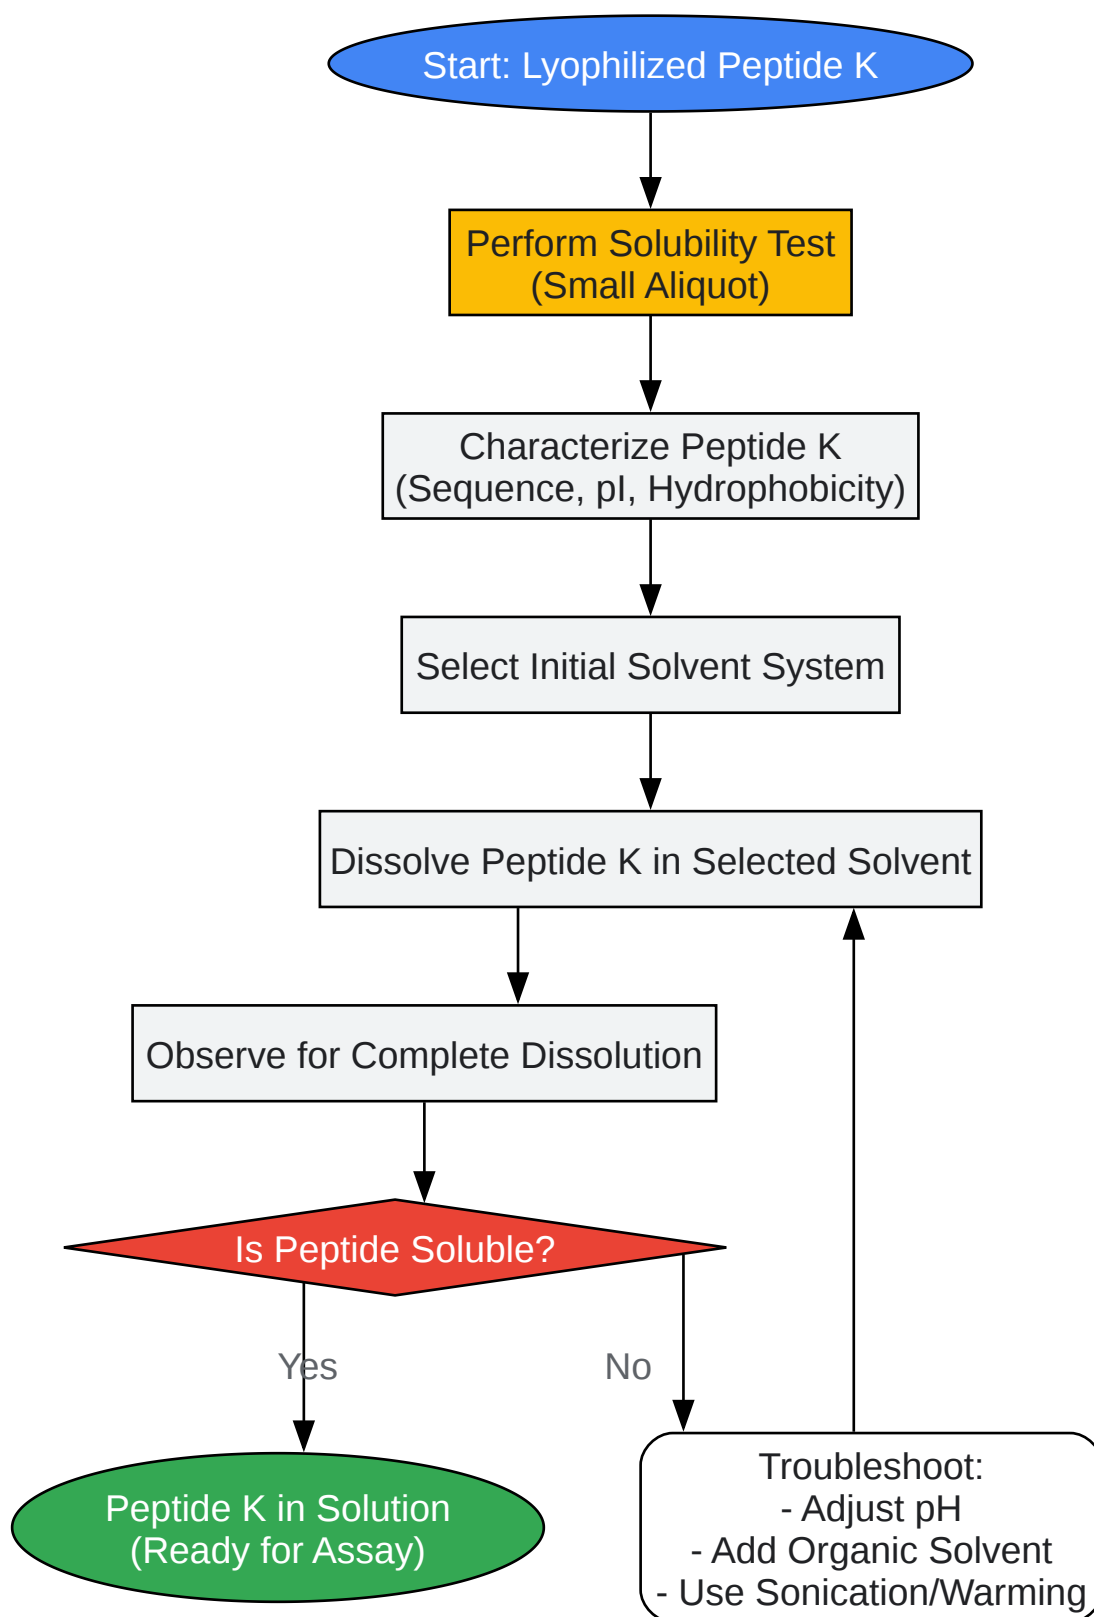 Start: Lyophilized Peptide K
Perform Solubility Test
(Small Aliquot)
Characterize Peptide K
(Sequence, pI, Hydrophobicity)
Select Initial Solvent System
Dissolve Peptide K in Selected Solvent
Observe for Complete Dissolution
Is Peptide Soluble?
Yes
No
Peptide K in Solution
(Ready for Assay)
Troubleshoot:
- Adjust pH
- Add Organic Solvent
- Use Sonication/Warming